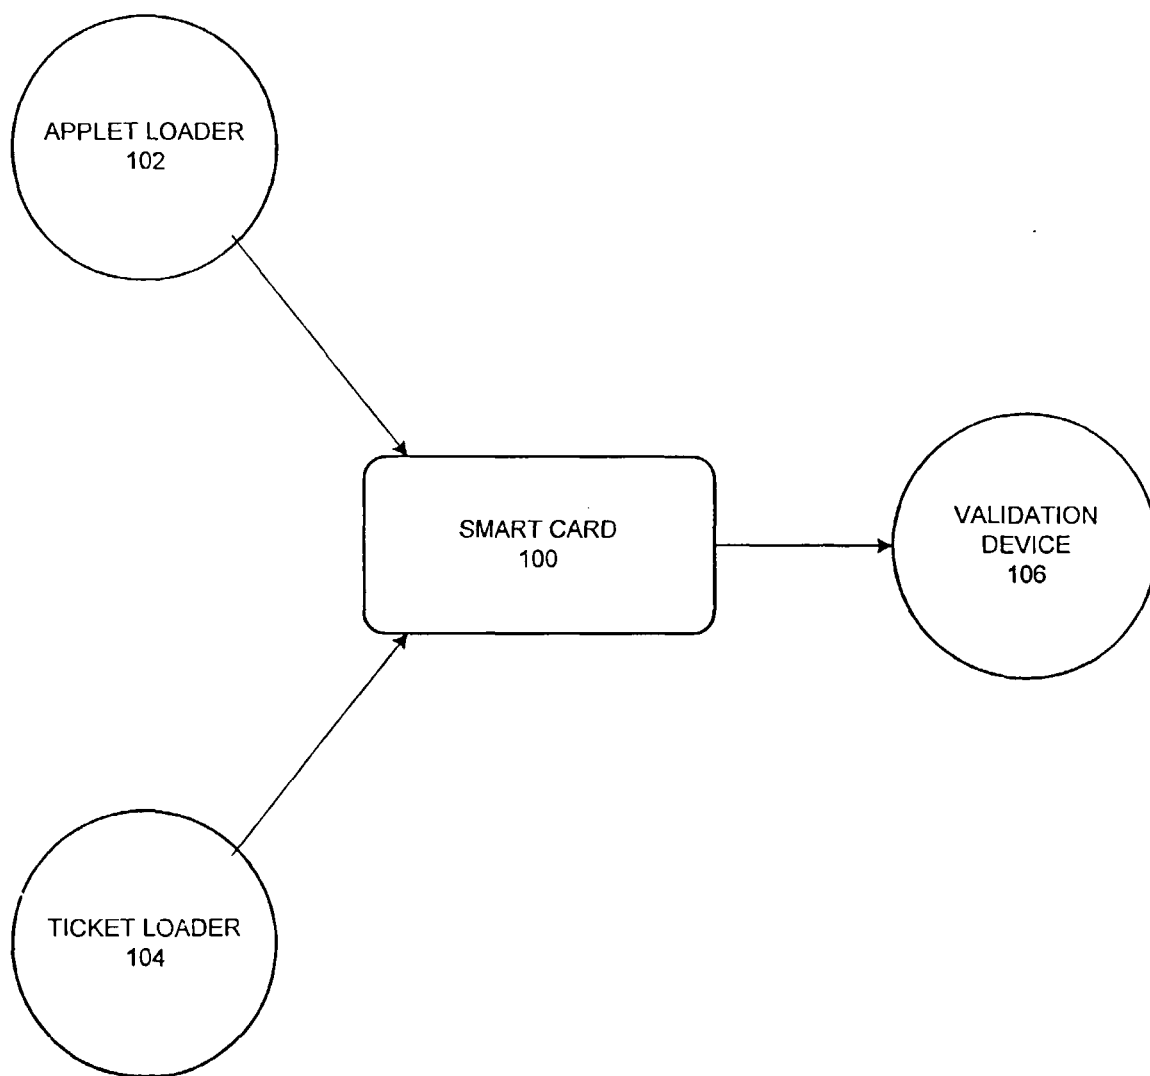 APPLET LOADER
102
SMART CARD
100
VALIDATION
DEVICE
106
TICKET LOADER
104